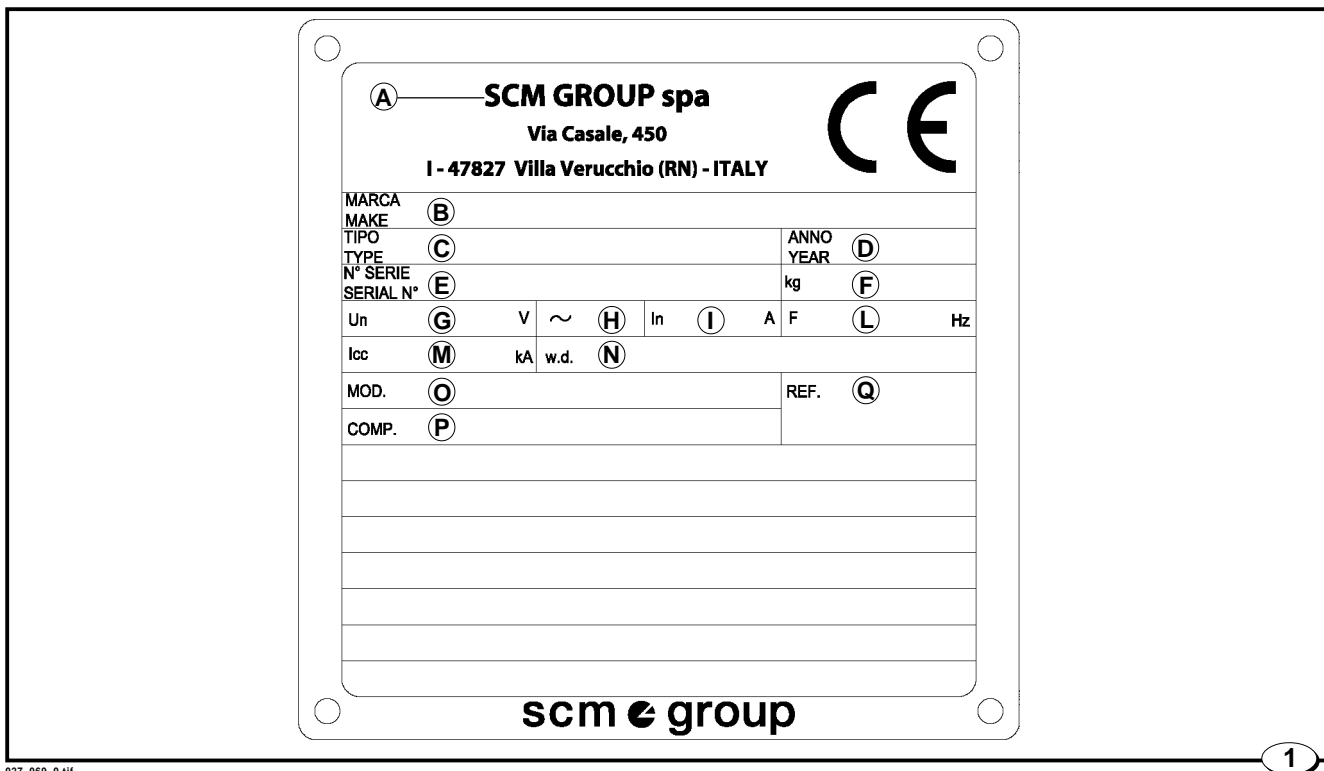 A SCM GROUP spa
Via Casale, 450
I - 47827 Villa Verucchio (RN) - ITALY
CE
MARCA
MAKE B
TIPO
TYPE C
ANNO
YEAR D
N° SERIE
SERIAL N° E
kg F
Un G V ~ H In I A F L Hz
Icc M kA w.d. N
MOD. O REF. Q
COMP. P
scm group
1